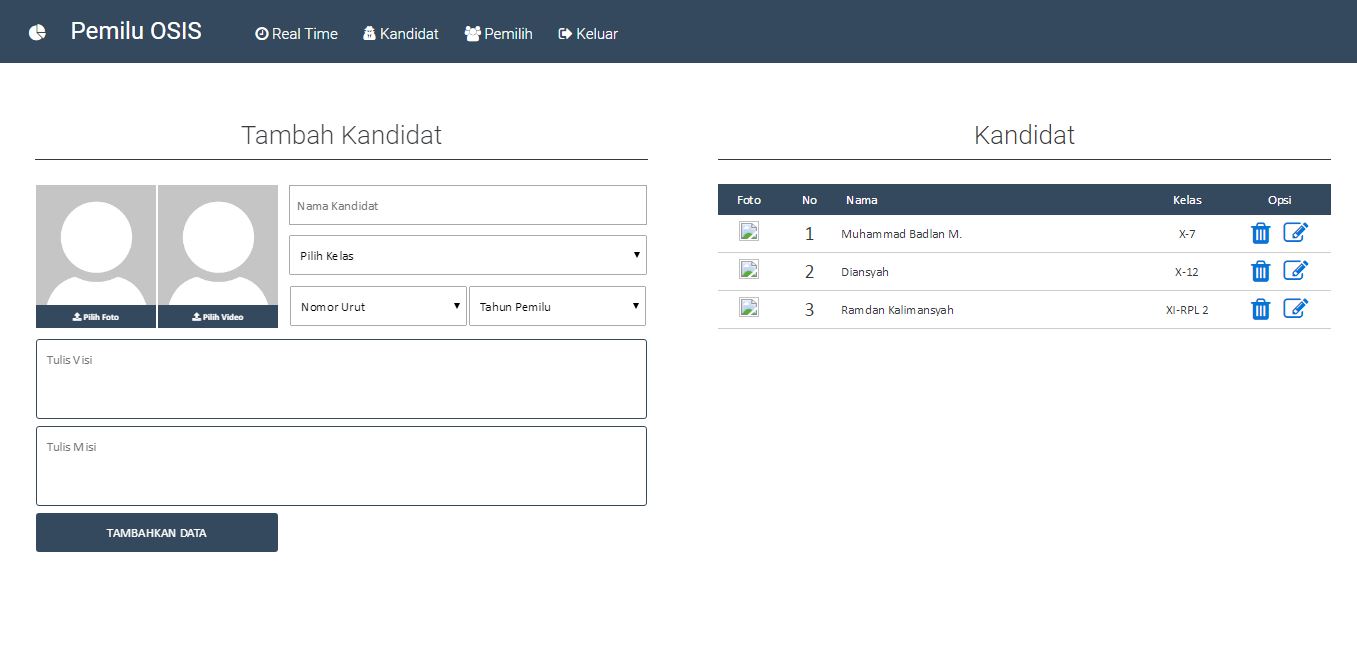 Pemilu OSIS Real Time Kandidat Pemilih Keluar
Tambah Kandidat
Nama Kandidat
Pilih Kelas
Pilih Foto Pilih Video
Nomor Urut Tahun Pemilu
Tulis Visi
Tulis Misi
TAMBAHKAN DATA
Kandidat
Foto No Nama Kelas Opsi
1 Muhammad Badlan M. X-7
2 Diansyah X-12
3 Ramdan Kalimansyah XI-RPL 2